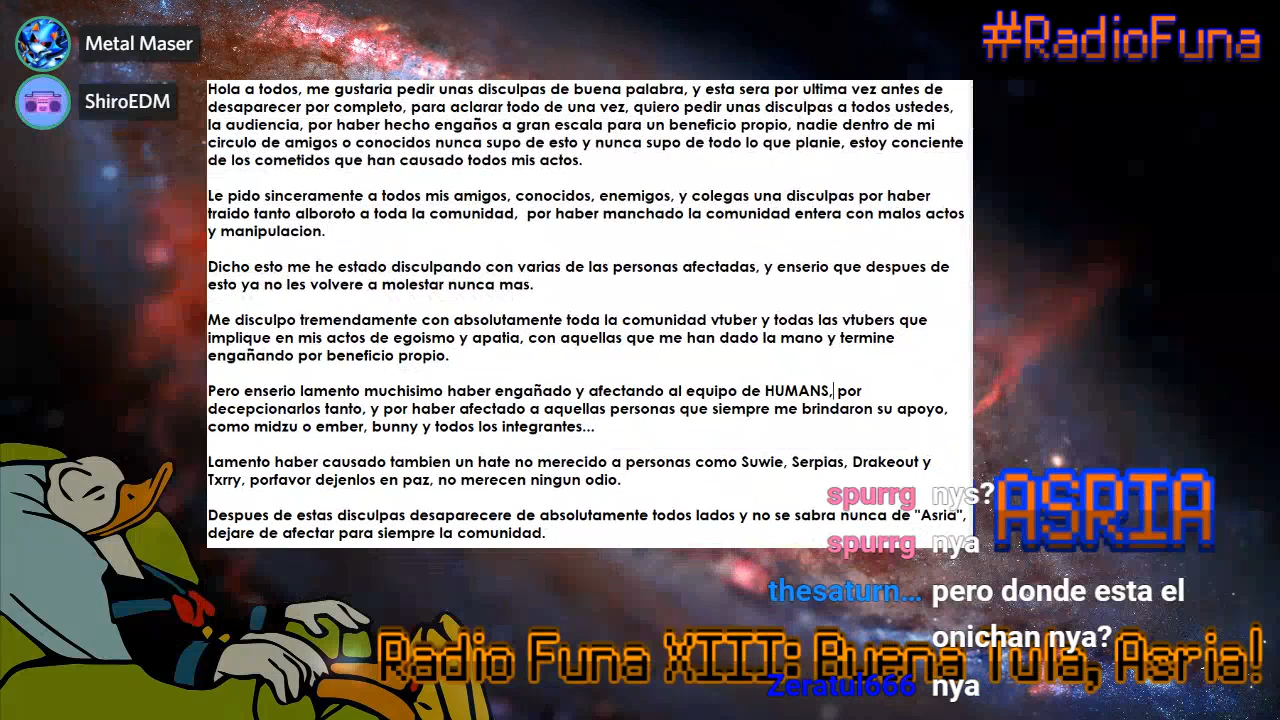 Metal Maser
#RadioFuna
ShiroEDM
Hola a todos, me gustaria pedir unas disculpas de buena palabra, y esta sera por ultima vez antes de
desaparecer por completo, para aclarar todo de una vez, quiero pedir unas disculpas a todos ustedes,
la audiencia, por haber hecho engaños a gran escala para un beneficio propio, nadie dentro de mi
circulo de amigos o conocidos nunca supo de esto y nunca supo de todo lo que planie, estoy conciente
de los cometidos que han causado todos mis actos.
Le pido sinceramente a todos mis amigos, conocidos, enemigos, y colegas una disculpas por haber
traido tanto alboroto a toda la comunidad,  por haber manchado la comunidad entera con malos actos
y manipulacion.
Dicho esto me he estado disculpando con varias de las personas afectadas, y enserio que despues de
esto ya no les volvere a molestar nunca mas.
Me disculpo tremendamente con absolutamente toda la comunidad vtuber y todas las vtubers que
implique en mis actos de egoismo y apatia, con aquellas que me han dado la mano y termine
engañando por beneficio propio.
Pero enserio lamento muchisimo haber engañado y afectando al equipo de HUMANS, por
decepcionarlos tanto, y por haber afectado a aquellas personas que siempre me brindaron su apoyo,
como midzu o ember, bunny y todos los integrantes...
Lamento haber causado tambien un hate no merecido a personas como Suwie, Serpias, Drakeout y
Txrry, porfavor dejenlos en paz, no merecen ningun odio.
Despues de estas disculpas desaparecere de absolutamente todos lados y no se sabra nunca de "Asria",
dejare de afectar para siempre la comunidad.
spurrg nys?
ASRIA
spurrg nya
thesaturn... pero donde esta el
onichan nya?
Radio Funa XIII: Buena Tula, Asria!
Zeratul666 nya